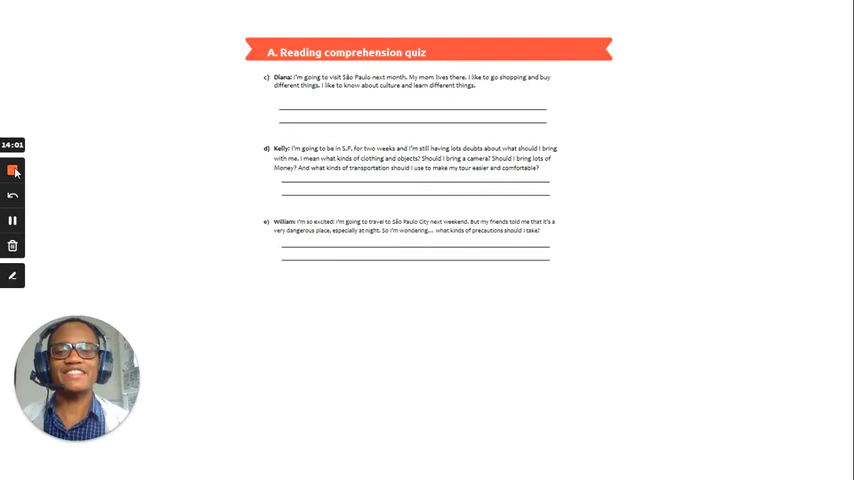 A. Reading comprehension quiz
c) Diana: I'm going to visit São Paulo next month. My mom lives there. I like to go shopping and buy
different things. I like to know about culture and learn different things.
14:01
d) Kelly: I'm going to be in S.P. for two weeks and I'm still having lots doubts about what should I bring
with me. I mean what kinds of clothing and objects? Should I bring a camera? Should I bring lots of
Money? And what kinds of transportation should I use to make my tour easier and comfortable?
e) William: I'm so excited! I'm going to travel to São Paulo City next weekend. But my friends told me that it's a
very dangerous place, especially at night. So I'm wondering... what kinds of precautions should I take?